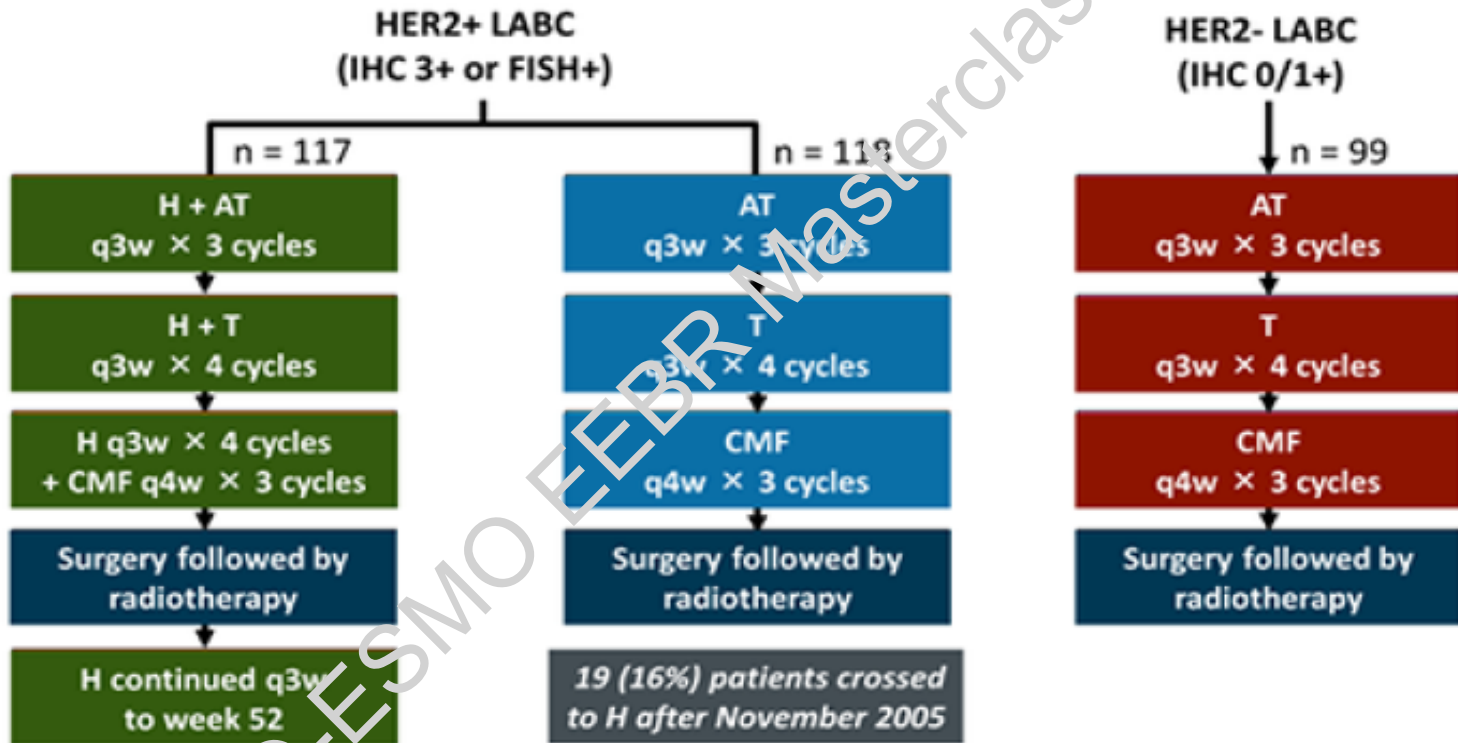 HER2+ LABC
(IHC 3+ or FISH+)
n = 117
n = 118
H + AT
q3w × 3 cycles
H + T
q3w × 4 cycles
H q3w × 4 cycles
+ CMF q4w × 3 cycles
Surgery followed by
radiotherapy
H continued q3w
to week 52
AT
q3w × 3 cycles
T
q3w × 4 cycles
CMF
q4w × 3 cycles
Surgery followed by
radiotherapy
19 (16%) patients crossed
to H after November 2005
HER2- LABC
(IHC 0/1+)
n = 99
AT
q3w × 3 cycles
T
q3w × 4 cycles
CMF
q4w × 3 cycles
Surgery followed by
radiotherapy
-ESMO EEBR Masterclas